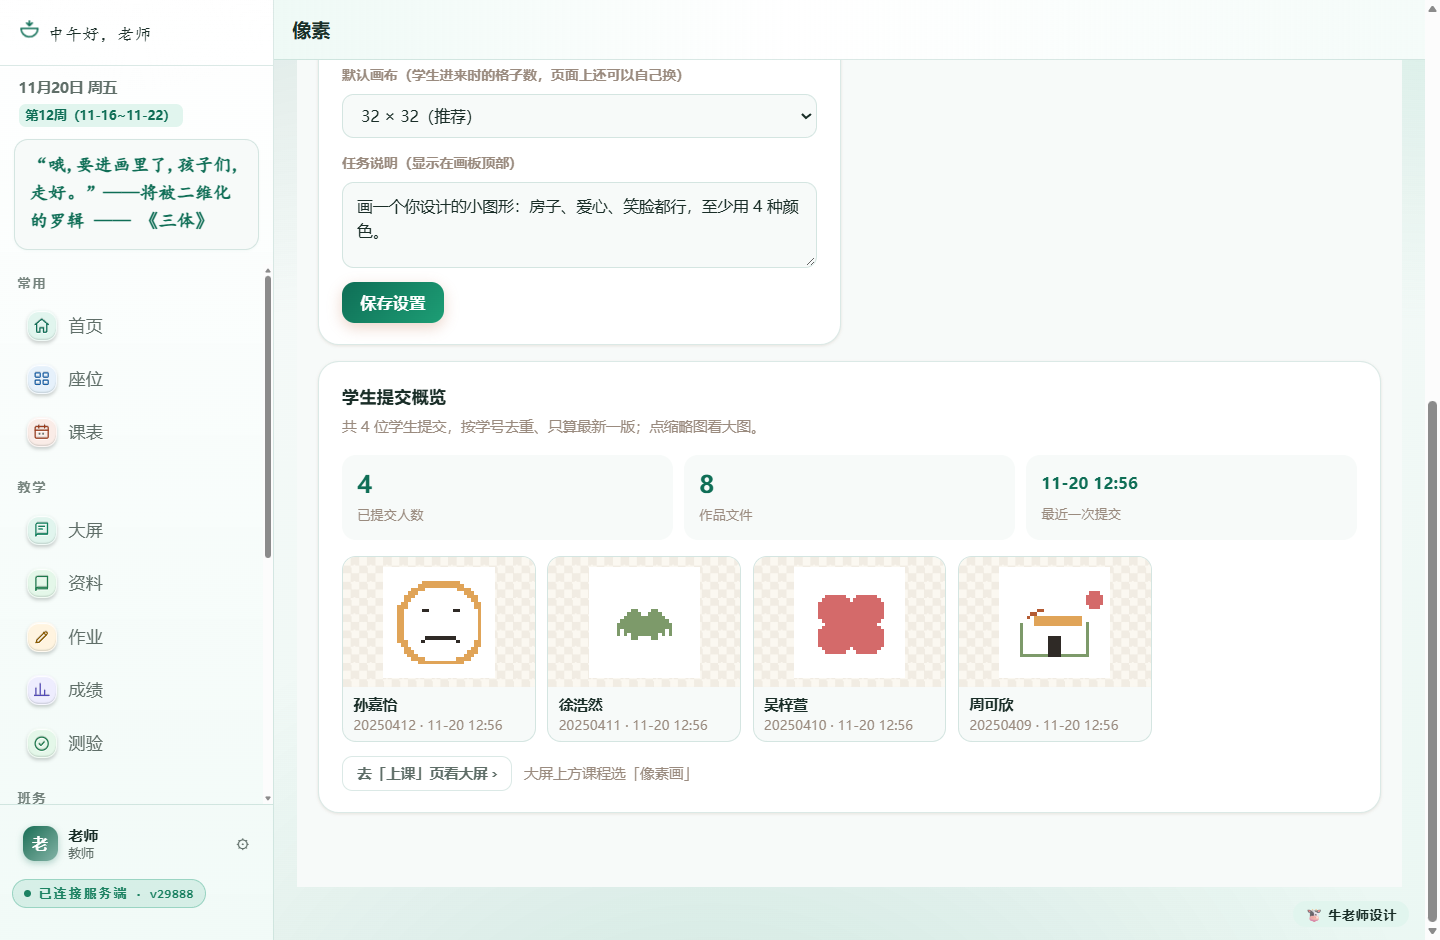 中午好，老师
11月20日 周五
第12周（11-16~11-22）
“哦,要进画里了,孩子们,
走好。”——将被二维化
的罗辑 —— 《三体》
常用
首页
座位
课表
教学
大屏
资料
作业
成绩
测验
班务
老
老师
教师
已连接服务端 · v29888
像素
默认画布（学生进来时的格子数，页面上还可以自己换）
32 × 32（推荐）
任务说明（显示在画板顶部）
画一个你设计的小图形：房子、爱心、笑脸都行，至少用 4 种颜
色。
保存设置
学生提交概览
共 4 位学生提交，按学号去重、只算最新一版；点缩略图看大图。
4
已提交人数
8
作品文件
11-20 12:56
最近一次提交
孙嘉怡
20250412 · 11-20 12:56
徐浩然
20250411 · 11-20 12:56
吴梓萱
20250410 · 11-20 12:56
周可欣
20250409 · 11-20 12:56
去「上课」页看大屏 ›
大屏上方课程选「像素画」
牛老师设计